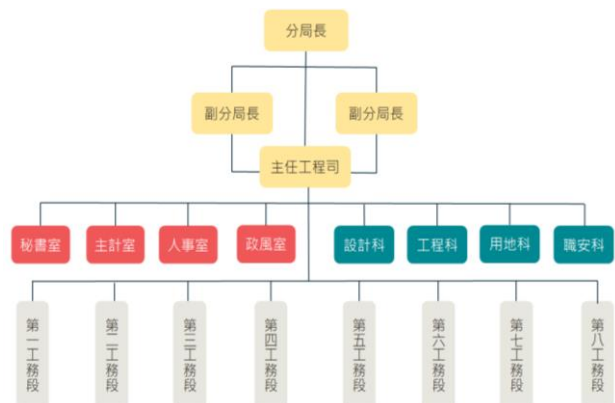 分局長
副分局長
副分局長
主任工程司
秘書室
主計室
人事室
政風室
設計科
工程科
用地科
職安科
第一工務段
第二工務段
第三工務段
第四工務段
第五工務段
第六工務段
第七工務段
第八工務段